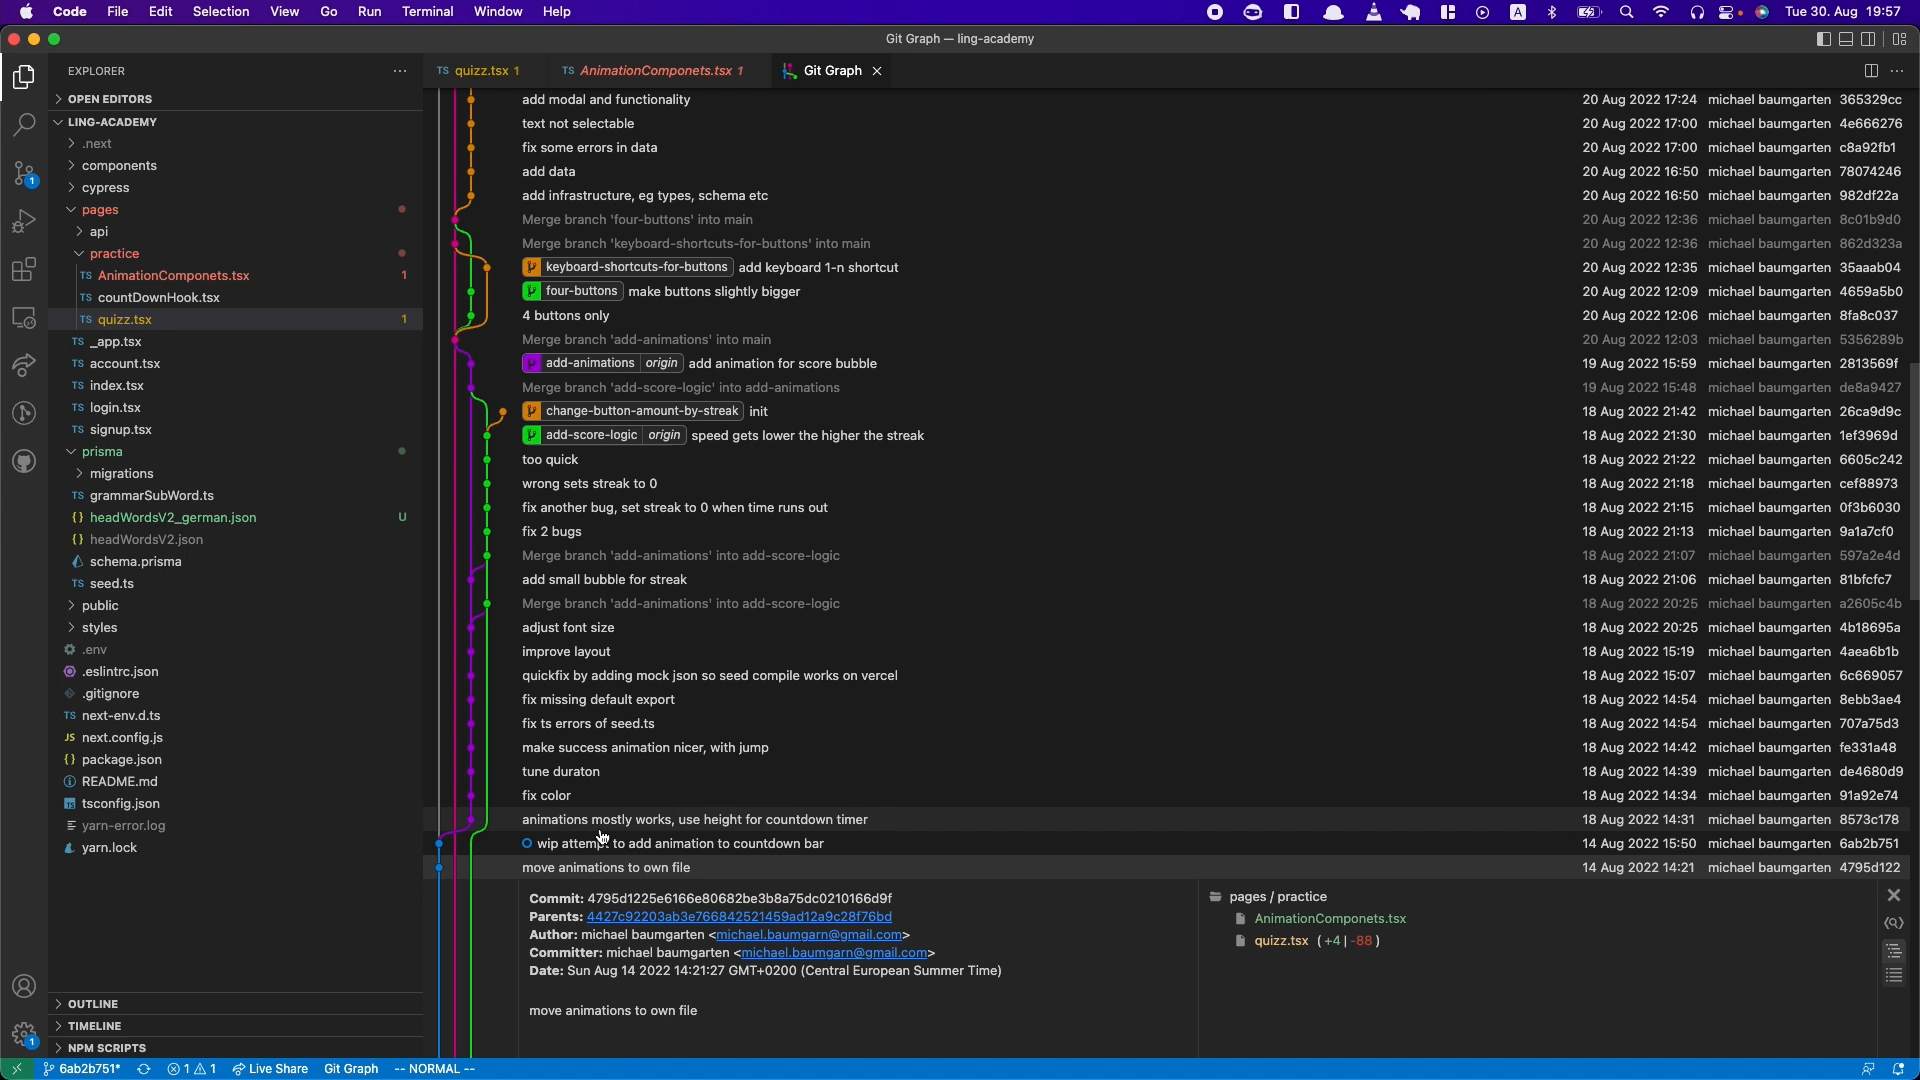 Code File Edit Selection View Go Run Terminal Window Help A Tue 30. Aug 19:57
Git Graph — ling-academy
EXPLORER
TS quizz.tsx 1 TS AnimationComponets.tsx 1 Git Graph
OPEN EDITORS
LING-ACADEMY
.next
components
cypress
pages
api
practice
TS AnimationComponets.tsx 1
TS countDownHook.tsx
TS quizz.tsx 1
TS _app.tsx
TS account.tsx
TS index.tsx
TS login.tsx
TS signup.tsx
prisma
migrations
TS grammarSubWord.ts
{} headWordsV2_german.json U
{} headWordsV2.json
schema.prisma
TS seed.ts
public
styles
.env
.eslintrc.json
.gitignore
TS next-env.d.ts
JS next.config.js
{} package.json
README.md
tsconfig.json
yarn-error.log
yarn.lock
OUTLINE
TIMELINE
NPM SCRIPTS
1
1
add modal and functionality 20 Aug 2022 17:24 michael baumgarten 365329cc
text not selectable 20 Aug 2022 17:00 michael baumgarten 4e666276
fix some errors in data 20 Aug 2022 17:00 michael baumgarten c8a92fb1
add data 20 Aug 2022 16:50 michael baumgarten 78074246
add infrastructure, eg types, schema etc 20 Aug 2022 16:50 michael baumgarten 982df22a
Merge branch 'four-buttons' into main 20 Aug 2022 12:36 michael baumgarten 8c01b9d0
Merge branch 'keyboard-shortcuts-for-buttons' into main 20 Aug 2022 12:36 michael baumgarten 862d323a
keyboard-shortcuts-for-buttons add keyboard 1-n shortcut 20 Aug 2022 12:35 michael baumgarten 35aaab04
four-buttons make buttons slightly bigger 20 Aug 2022 12:09 michael baumgarten 4659a5b0
4 buttons only 20 Aug 2022 12:06 michael baumgarten 8fa8c037
Merge branch 'add-animations' into main 20 Aug 2022 12:03 michael baumgarten 5356289b
add-animations origin add animation for score bubble 19 Aug 2022 15:59 michael baumgarten 2813569f
Merge branch 'add-score-logic' into add-animations 19 Aug 2022 15:48 michael baumgarten de8a9427
change-button-amount-by-streak init 18 Aug 2022 21:42 michael baumgarten 26ca9d9c
add-score-logic origin speed gets lower the higher the streak 18 Aug 2022 21:30 michael baumgarten 1ef3969d
too quick 18 Aug 2022 21:22 michael baumgarten 6605c242
wrong sets streak to 0 18 Aug 2022 21:18 michael baumgarten cef88973
fix another bug, set streak to 0 when time runs out 18 Aug 2022 21:15 michael baumgarten 0f3b6030
fix 2 bugs 18 Aug 2022 21:13 michael baumgarten 9a1a7cf0
Merge branch 'add-animations' into add-score-logic 18 Aug 2022 21:07 michael baumgarten 597a2e4d
add small bubble for streak 18 Aug 2022 21:06 michael baumgarten 81bfcfc7
Merge branch 'add-animations' into add-score-logic 18 Aug 2022 20:25 michael baumgarten a2605c4b
adjust font size 18 Aug 2022 20:25 michael baumgarten 4b18695a
improve layout 18 Aug 2022 15:19 michael baumgarten 4aea6b1b
quickfix by adding mock json so seed compile works on vercel 18 Aug 2022 15:07 michael baumgarten 6c669057
fix missing default export 18 Aug 2022 14:54 michael baumgarten 8ebb3ae4
fix ts errors of seed.ts 18 Aug 2022 14:54 michael baumgarten 707a75d3
make success animation nicer, with jump 18 Aug 2022 14:42 michael baumgarten fe331a48
tune duraton 18 Aug 2022 14:39 michael baumgarten de4680d9
fix color 18 Aug 2022 14:34 michael baumgarten 91a92e74
animations mostly works, use height for countdown timer 18 Aug 2022 14:31 michael baumgarten 8573c178
wip attempt to add animation to countdown bar 14 Aug 2022 15:50 michael baumgarten 6ab2b751
move animations to own file 14 Aug 2022 14:21 michael baumgarten 4795d122
Commit: 4795d1225e6166e80682be3b8a75dc0210166d9f
Parents: 4427c92203ab3e766842521459ad12a9c28f76bd
Author: michael baumgarten <michael.baumgarn@gmail.com>
Committer: michael baumgarten <michael.baumgarn@gmail.com>
Date: Sun Aug 14 2022 14:21:27 GMT+0200 (Central European Summer Time)
move animations to own file
pages / practice
AnimationComponets.tsx
quizz.tsx (+4|-88)
6ab2b751* 1 1 Live Share Git Graph -- NORMAL --